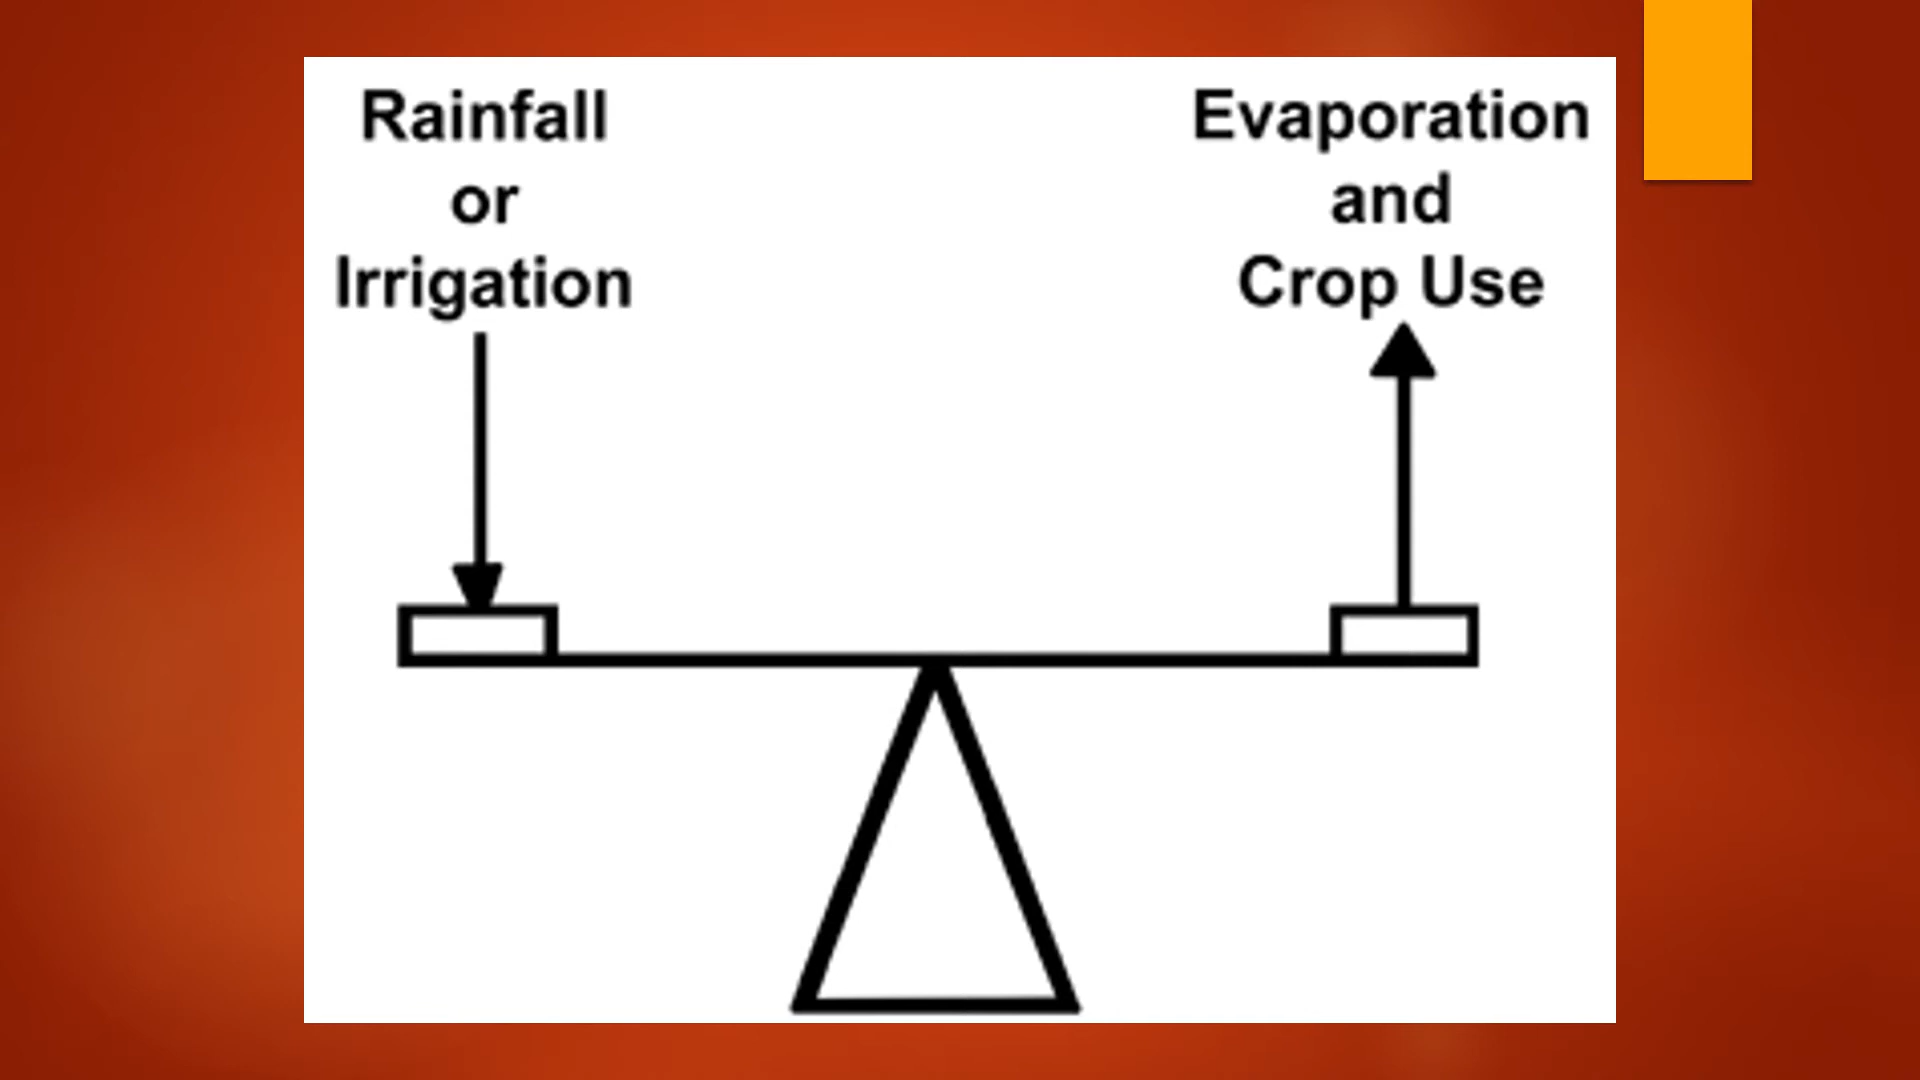 Rainfall
or
Irrigation
Evaporation
and
Crop Use